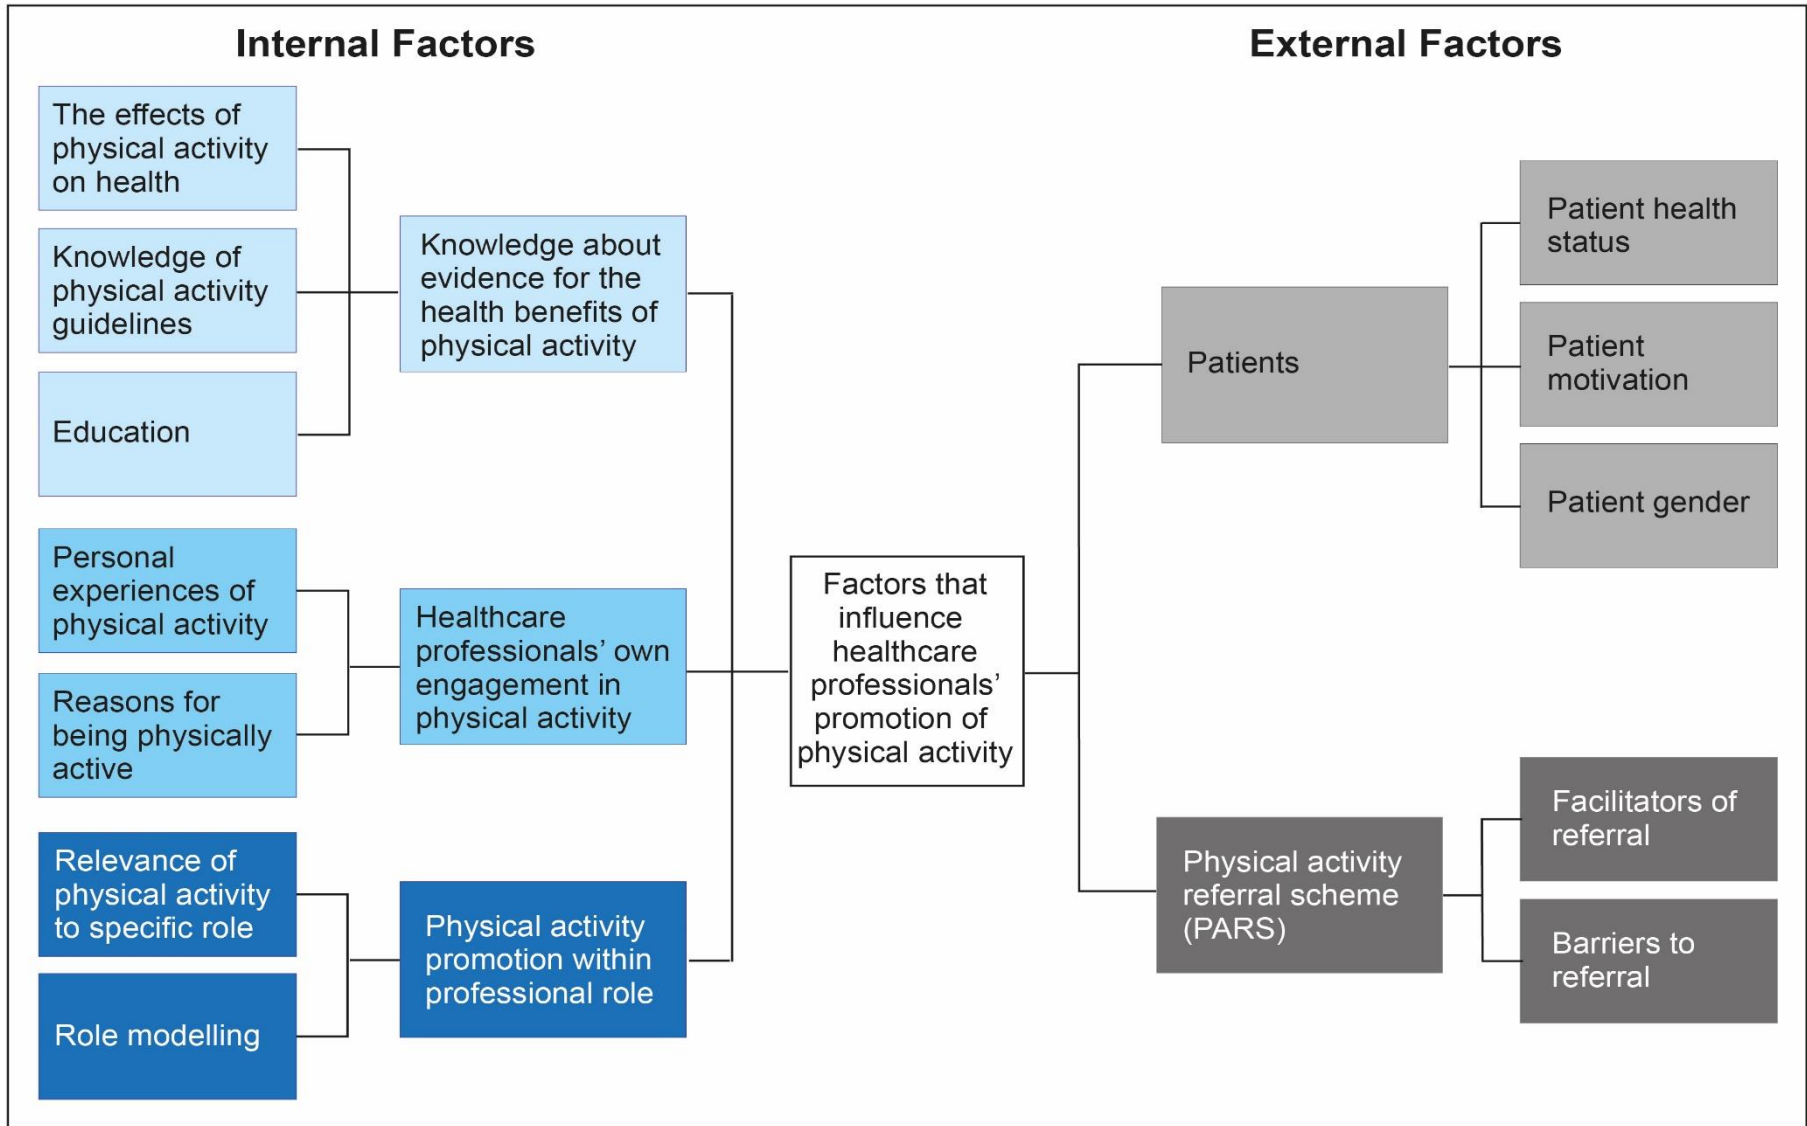 Internal Factors
External Factors
The effects of
physical activity
on health
Knowledge of
physical activity
guidelines
Education
Knowledge about
evidence for the
health benefits of
physical activity
Personal
experiences of
physical activity
Reasons for
being physically
active
Healthcare
professionals’ own
engagement in
physical activity
Relevance of
physical activity
to specific role
Role modelling
Physical activity
promotion within
professional role
Factors that
influence
healthcare
professionals’
promotion of
physical activity
Patients
Patient health
status
Patient
motivation
Patient gender
Physical activity
referral scheme
(PARS)
Facilitators of
referral
Barriers to
referral